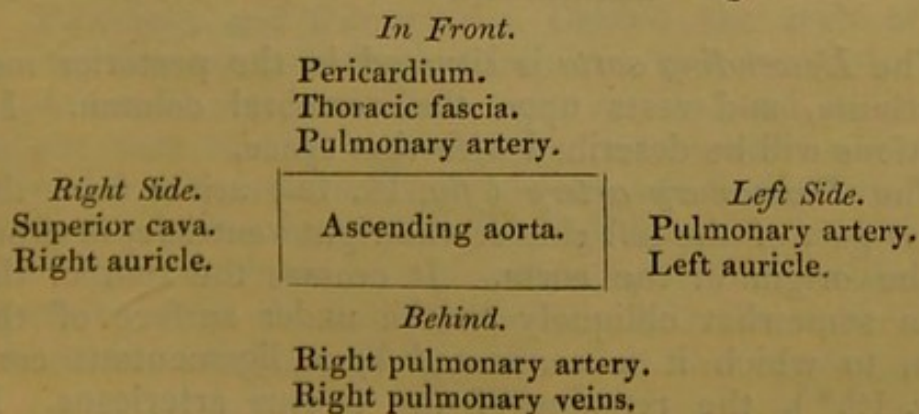 In Front.
Pericardium.
Thoracic fascia.
Pulmonary artery.
Right Side.
Superior cava.
Right auricle.
Ascending aorta.
Left Side.
Pulmonary artery.
Left auricle.
Behind.
Right pulmonary artery.
Right pulmonary veins.